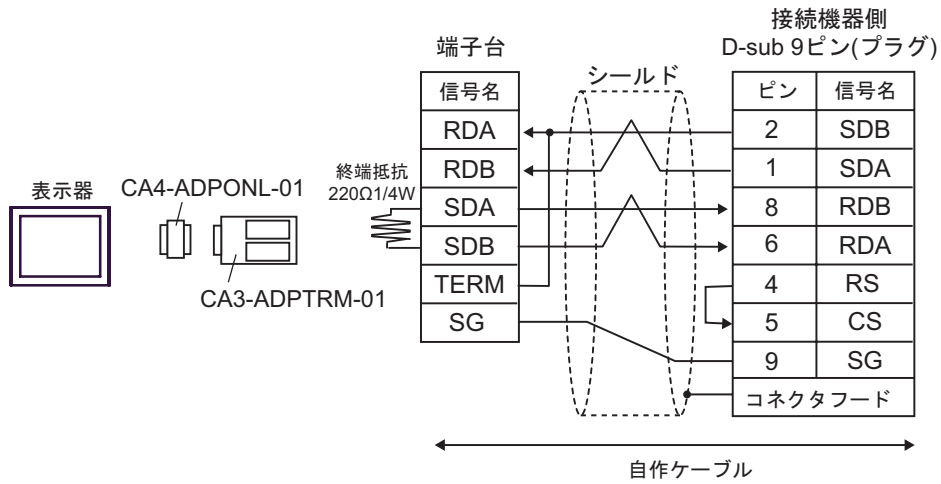 接続機器側
D-sub 9ピン(プラグ)
端子台
シールド
信号名
ピン 信号名
RDA
2 SDB
RDB
1 SDA
終端抵抗
220Ω1/4W
SDA
8 RDB
SDB
6 RDA
表示器
CA4-ADPONL-01
CA3-ADPTRM-01
TERM
4 RS
SG
5 CS
9 SG
コネクタフード
自作ケーブル